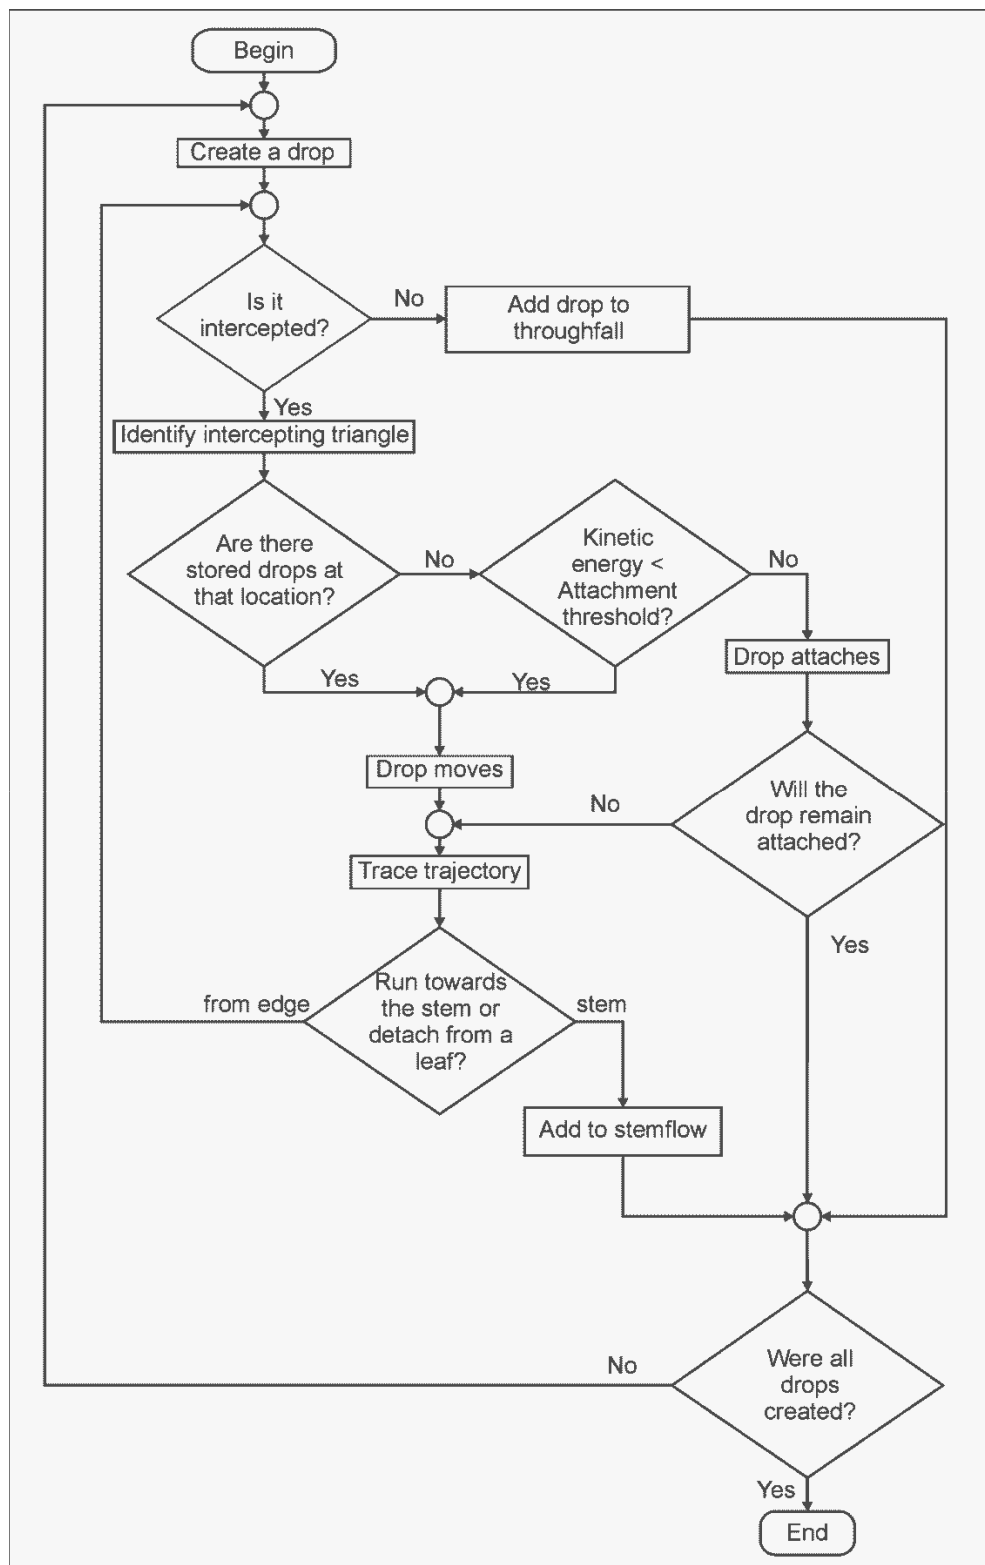 Begin
Create a drop
Is it
intercepted?
No
Add drop to
throughfall
Yes
Identify intercepting triangle
Are there
stored drops at
that location?
No
Kinetic
energy <
Attachment
threshold?
No
Drop attaches
Yes
Yes
Drop moves
No
Will the
drop remain
attached?
Trace trajectory
Yes
from edge
Run towards
the stem or
detach from a
leaf?
stem
Add to stemflow
No
Were all
drops
created?
Yes
End